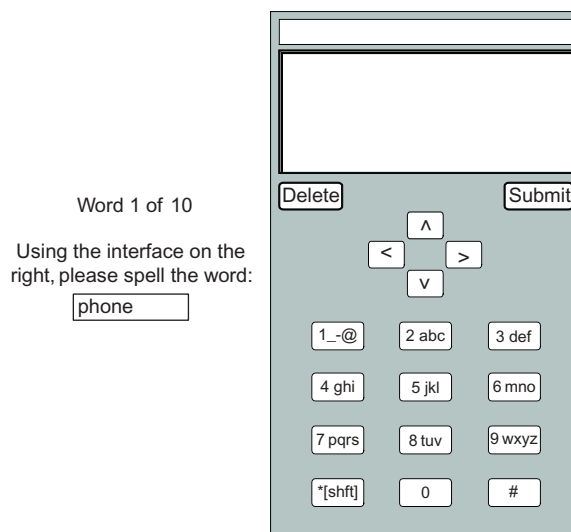 Word 1 of 10
Using the interface on the
right, please spell the word:
phone
Delete
Submit
^
< >
v
1_-@ 2 abc 3 def
4 ghi 5 jkl 6 mno
7 pqrs 8 tuv 9 wxyz
*[shft] 0 #